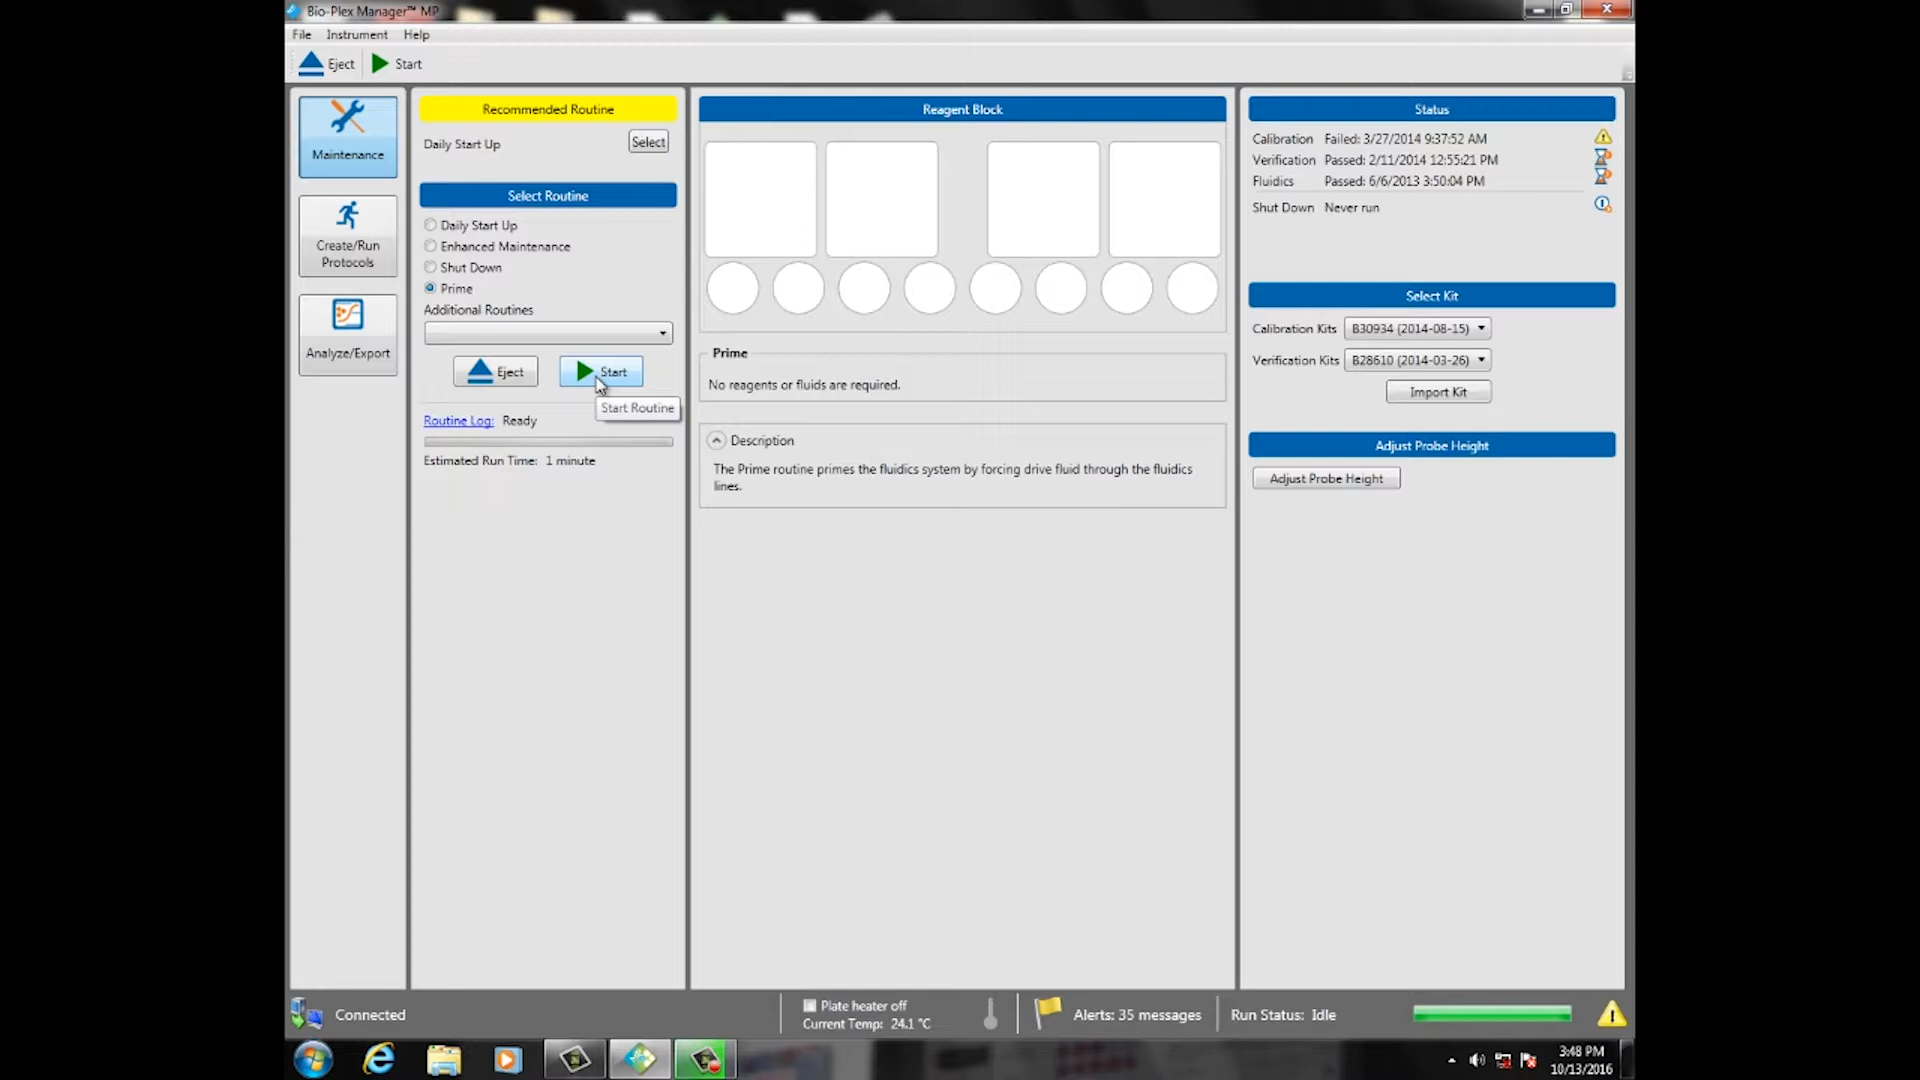 Bio-Plex Manager™ MP
File Instrument Help
Eject Start
Maintenance
Create/Run
Protocols
Analyze/Export
Recommended Routine
Daily Start Up Select
Select Routine
Daily Start Up
Enhanced Maintenance
Shut Down
Prime
Additional Routines
Eject Start
Start Routine
Routine Log: Ready
Estimated Run Time: 1 minute
Reagent Block
Prime
No reagents or fluids are required.
Description
The Prime routine primes the fluidics system by forcing drive fluid through the fluidics
lines.
Status
Calibration Failed: 3/27/2014 9:37:52 AM
Verification Passed: 2/11/2014 12:55:21 PM
Fluidics Passed: 6/6/2013 3:50:04 PM
Shut Down Never run
Select Kit
Calibration Kits B30934 (2014-08-15)
Verification Kits B28610 (2014-03-26)
Import Kit
Adjust Probe Height
Adjust Probe Height
Connected
Plate heater off
Current Temp: 24.1 °C
Alerts: 35 messages
Run Status: Idle
3:48 PM
10/13/2016